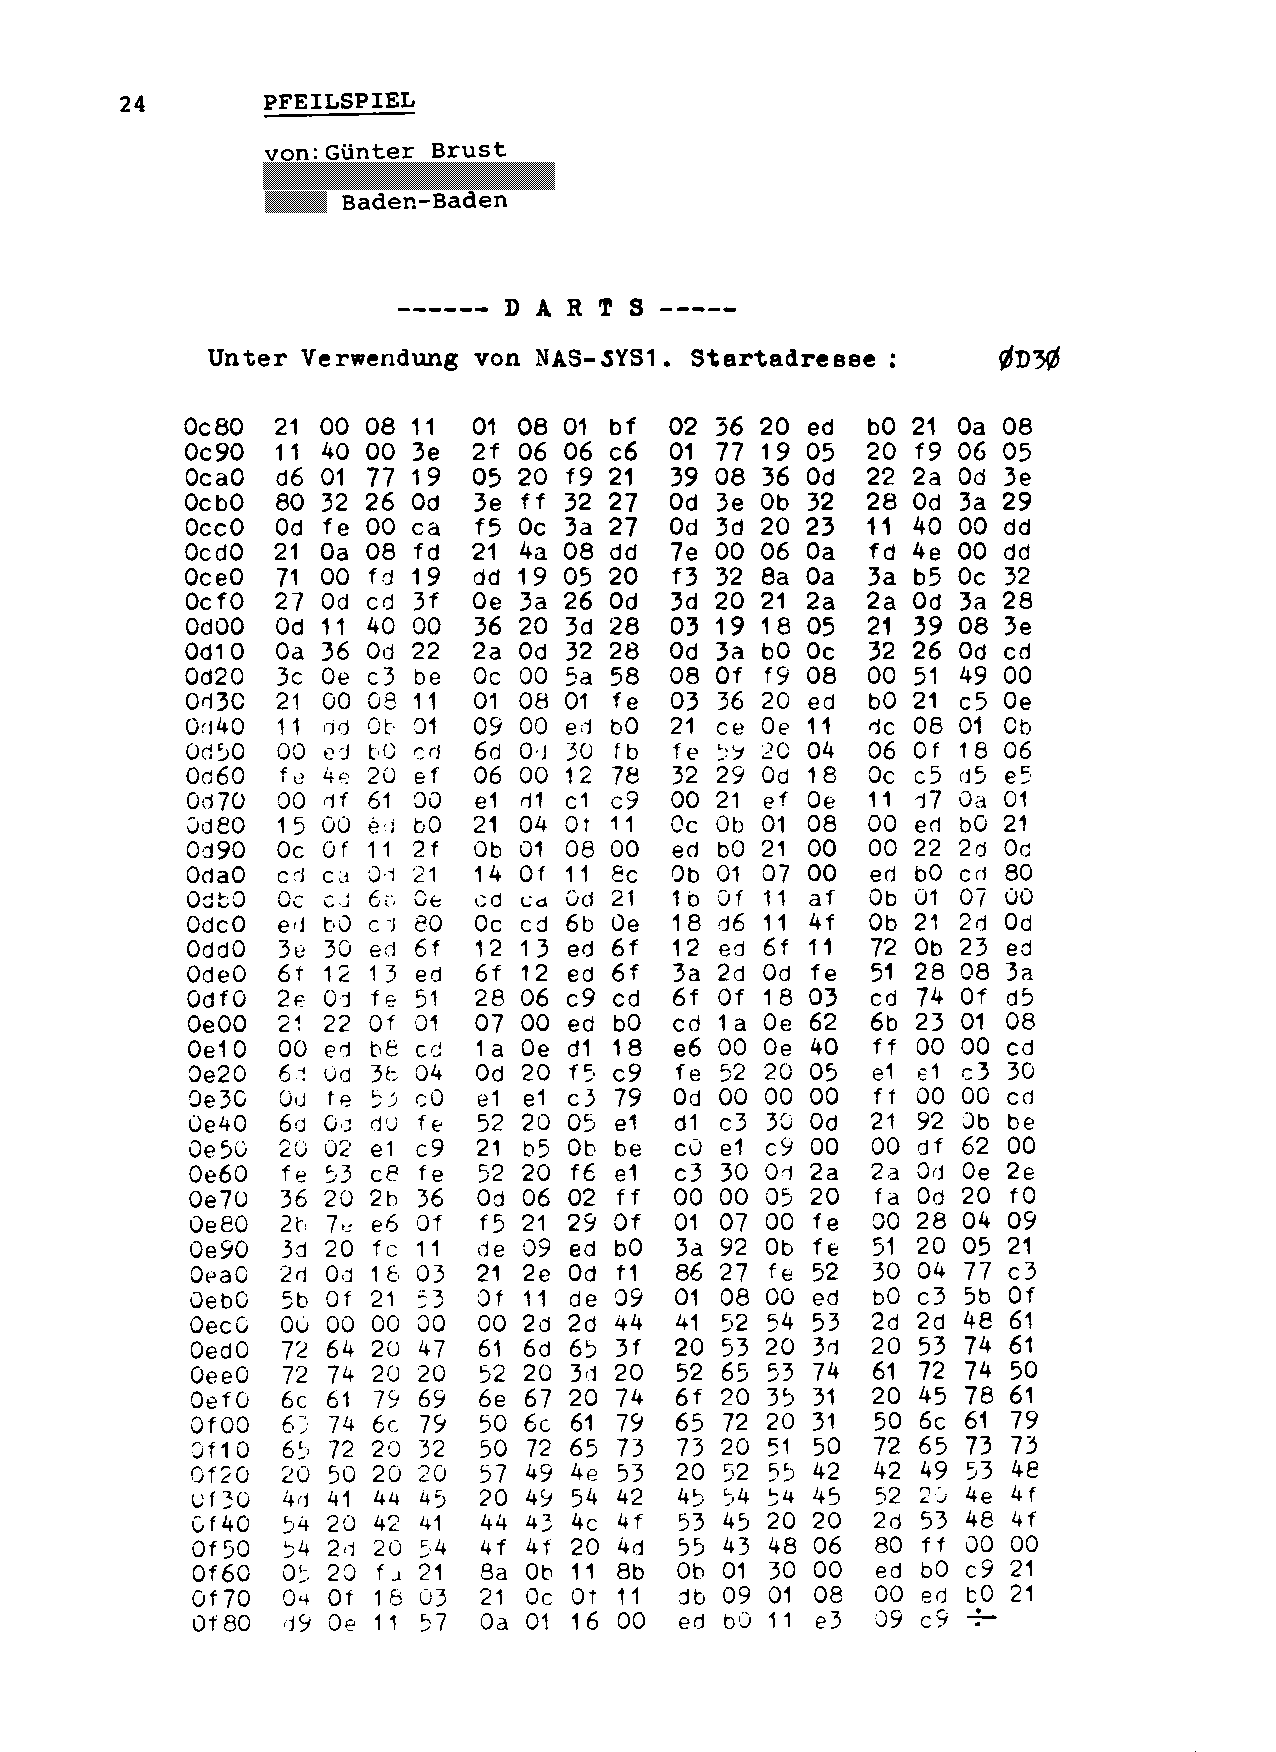 24 PFEILSPIEL
von:Günter Brust
Baden-Baden
------ D A R T S -----
Unter Verwendung von NAS-SYS1. Startadresse : ØD3Ø
0c80 21 00 08 11 01 08 01 bf 02 36 20 ed b0 21 0a 08
0c90 11 40 00 3e 2f 06 06 c6 01 77 19 05 20 f9 06 05
0ca0 d6 01 77 19 05 20 f9 21 39 08 36 0d 22 2a 0d 3e
0cb0 80 32 26 0d 3e ff 32 27 0d 3e 0b 32 28 0d 3a 29
0cc0 0d fe 00 ca f5 0c 3a 27 0d 3d 20 23 11 40 00 dd
0cd0 21 0a 08 fd 21 4a 08 dd 7e 00 06 0a fd 4e 00 dd
0ce0 71 00 fd 19 dd 19 05 20 f3 32 8a 0a 3a b5 0c 32
0cf0 27 0d cd 3f 0e 3a 26 0d 3d 20 21 2a 2a 0d 3a 28
0d00 0d 11 40 00 36 20 3d 28 03 19 18 05 21 39 08 3e
0d10 0a 36 0d 22 2a 0d 32 28 0d 3a b0 0c 32 26 0d cd
0d20 3c 0e c3 be 0c 00 5a 58 08 0f f9 08 00 51 49 00
0d30 21 00 08 11 01 08 01 fe 03 36 20 ed b0 21 c5 0e
0d40 11 dd 0b 01 09 00 ed b0 21 ce 0e 11 dc 08 01 0b
0d50 00 ed b0 cd 6d 0d 30 fb fe 59 20 04 06 0f 18 06
0d60 fe 4e 20 ef 06 00 12 78 32 29 0d 18 0c c5 d5 e5
0d70 00 df 61 00 e1 d1 c1 c9 00 21 ef 0e 11 d7 0a 01
0d80 15 00 ed b0 21 04 0f 11 0c 0b 01 08 00 ed b0 21
0d90 0c 0f 11 2f 0b 01 08 00 ed b0 21 00 00 22 2d 0d
0da0 cd ca 0d 21 14 0f 11 8c 0b 01 07 00 ed b0 cd 80
0db0 0c cd 6b 0e cd ca 0d 21 1b 0f 11 af 0b 01 07 00
0dc0 ed b0 cd 80 0c cd 6b 0e 18 d6 11 4f 0b 21 2d 0d
0dd0 3e 30 ed 6f 12 13 ed 6f 12 ed 6f 11 72 0b 23 ed
0de0 6f 12 13 ed 6f 12 ed 6f 3a 2d 0d fe 51 28 08 3a
0df0 2e 0d fe 51 28 06 c9 cd 6f 0f 18 03 cd 74 0f d5
0e00 21 22 0f 01 07 00 ed b0 cd 1a 0e 62 6b 23 01 08
0e10 00 ed b8 cd 1a 0e d1 18 e6 00 0e 40 ff 00 00 cd
0e20 6d 0d 38 04 0d 20 f5 c9 fe 52 20 05 e1 e1 c3 30
0e30 0d fe 53 c0 e1 e1 c3 79 0d 00 00 00 ff 00 00 cd
0e40 6d 0d d0 fe 52 20 05 e1 d1 c3 30 0d 21 92 0b be
0e50 20 02 e1 c9 21 b5 0b be c0 e1 c9 00 00 df 62 00
0e60 fe 53 c8 fe 52 20 f6 e1 c3 30 0d 2a 2a 0d 0e 2e
0e70 36 20 2b 36 0d 06 02 ff 00 00 05 20 fa 0d 20 f0
0e80 2b 7e e6 0f f5 21 29 0f 01 07 00 fe 00 28 04 09
0e90 3d 20 fc 11 de 09 ed b0 3a 92 0b fe 51 20 05 21
0ea0 2d 0d 18 03 21 2e 0d f1 86 27 fe 52 30 04 77 c3
0eb0 5b 0f 21 53 0f 11 de 09 01 08 00 ed b0 c3 5b 0f
0ec0 00 00 00 00 00 2d 2d 44 41 52 54 53 2d 2d 48 61
0ed0 72 64 20 47 61 6d 65 3f 20 53 20 3d 20 53 74 61
0ee0 72 74 20 20 52 20 3d 20 52 65 53 74 61 72 74 50
0ef0 6c 61 79 69 6e 67 20 74 6f 20 35 31 20 45 78 61
0f00 63 74 6c 79 50 6c 61 79 65 72 20 31 50 6c 61 79
0f10 65 72 20 32 50 72 65 73 73 20 51 50 72 65 73 73
0f20 20 50 20 20 57 49 4e 53 20 52 55 42 42 49 53 48
0f30 4d 41 44 45 20 49 54 42 45 54 54 45 52 20 4e 4f
0f40 54 20 42 41 44 43 4c 4f 53 45 20 20 2d 53 48 4f
0f50 54 2d 20 54 4f 4f 20 4d 55 43 48 06 80 ff 00 00
0f60 05 20 fa 21 8a 0b 11 8b 0b 01 30 00 ed b0 c9 21
0f70 04 0f 18 03 21 0c 0f 11 db 09 01 08 00 ed b0 21
0f80 d9 0e 11 57 0a 01 16 00 ed b0 11 e3 09 c9